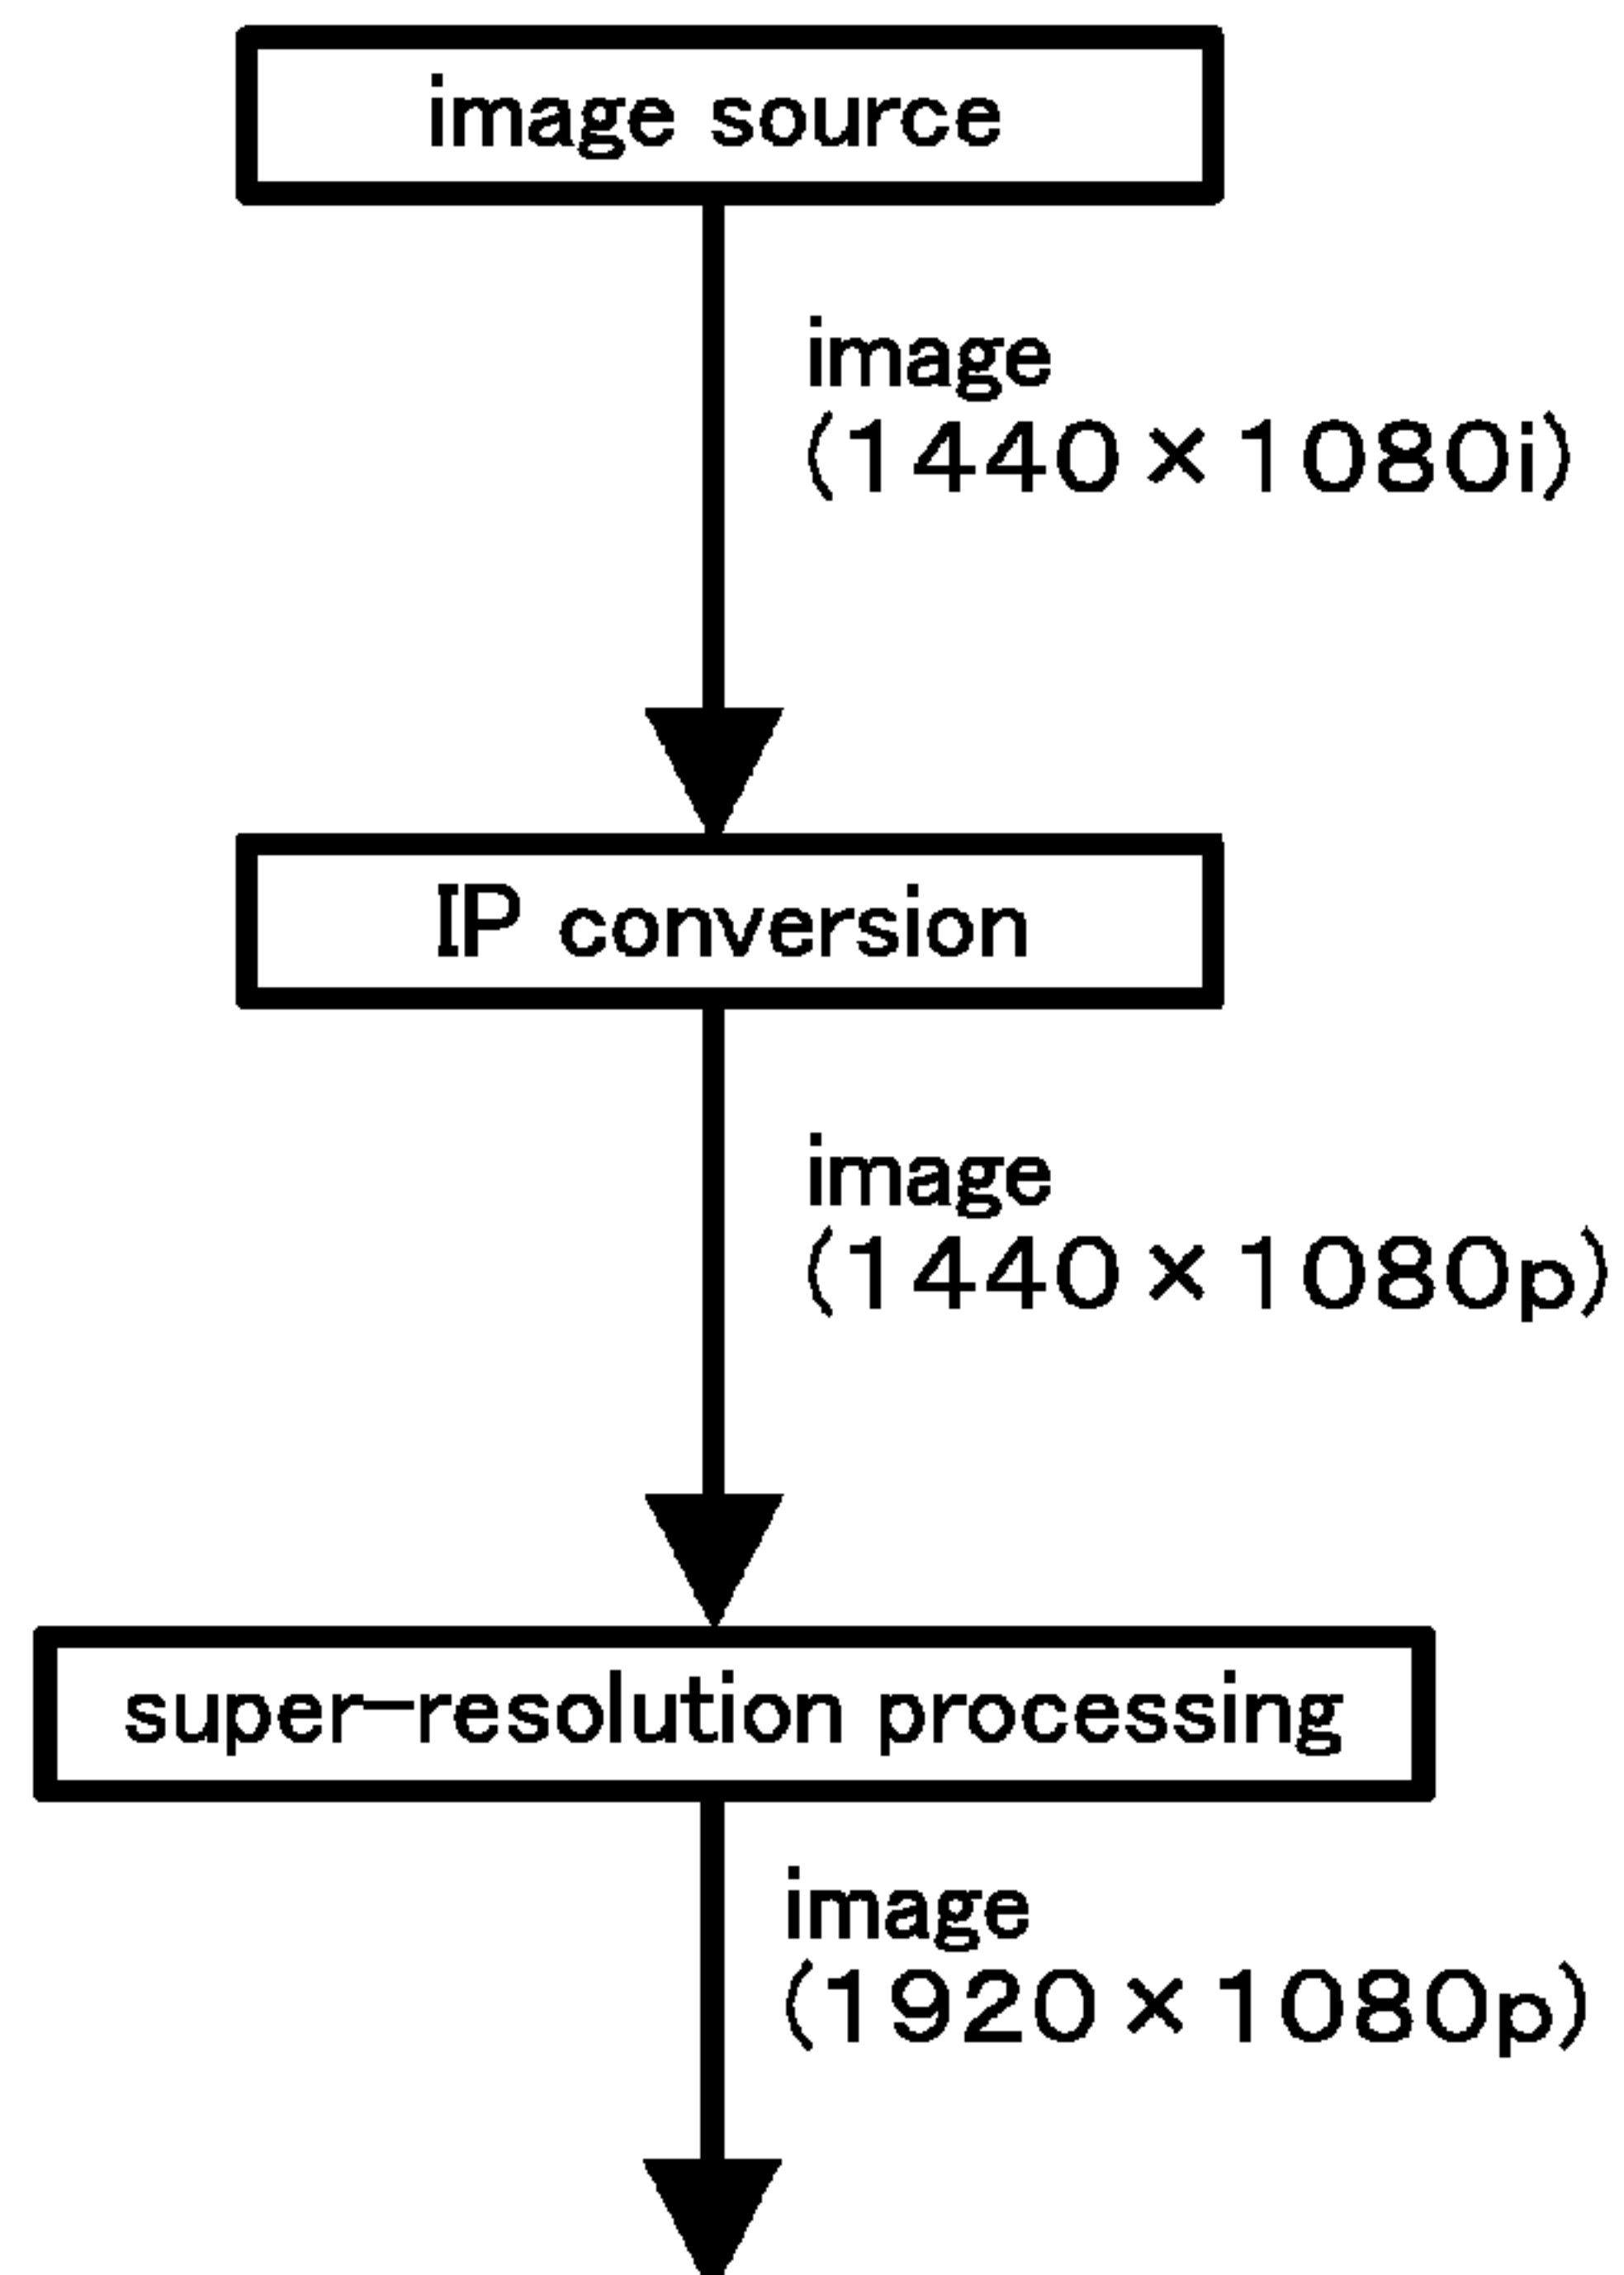 image source
image
(1440×1080i)
IP conversion
image
(1440×1080p)
super-resolution processing
image
(1920×1080p)